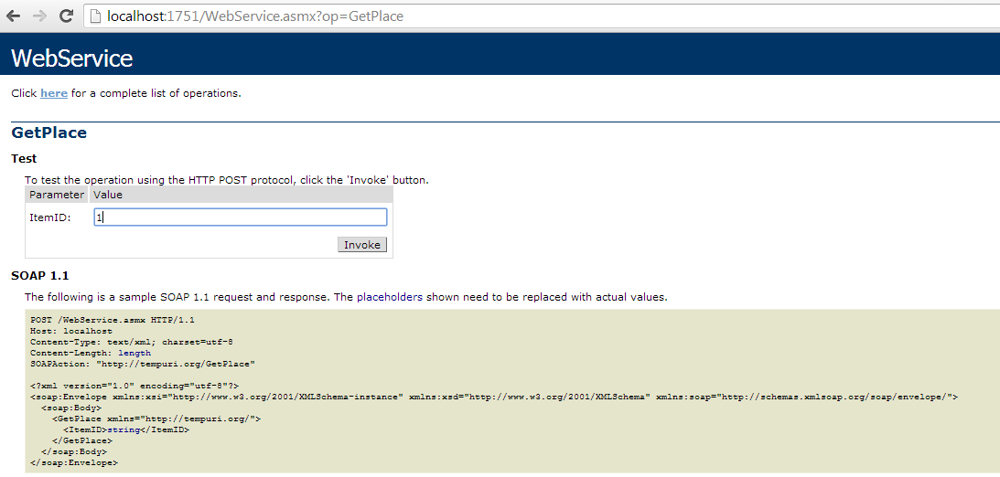 localhost:1751/WebService.asmx?op=GetPlace
WebService
Click here for a complete list of operations.
GetPlace
Test
To test the operation using the HTTP POST protocol, click the 'Invoke' button.
Parameter Value
ItemID: 1
Invoke
SOAP 1.1
The following is a sample SOAP 1.1 request and response. The placeholders shown need to be replaced with actual values.
POST /WebService.asmx HTTP/1.1
Host: localhost
Content-Type: text/xml; charset=utf-8
Content-Length: length
SOAPAction: "http://tempuri.org/GetPlace"
<?xml version="1.0" encoding="utf-8"?>
<soap:Envelope xmlns:xsi="http://www.w3.org/2001/XMLSchema-instance" xmlns:xsd="http://www.w3.org/2001/XMLSchema" xmlns:soap="http://schemas.xmlsoap.org/soap/envelope/">
<soap:Body>
<GetPlace xmlns="http://tempuri.org/">
<ItemID>string</ItemID>
</GetPlace>
</soap:Body>
</soap:Envelope>